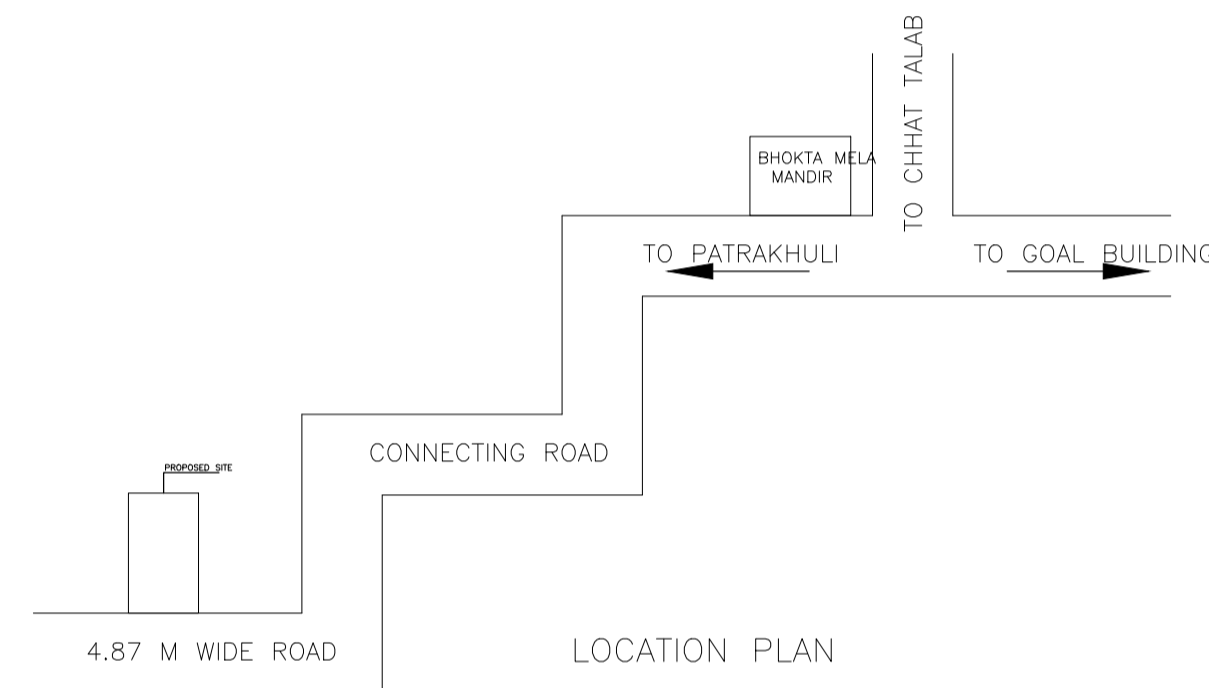 TO CHHAT TALAB
BHOKTA MELA
MANDIR
TO PATRAKHULI
TO GOAL BUILDING
CONNECTING ROAD
PROPOSED SITE
4.87 M WIDE ROAD
LOCATION PLAN